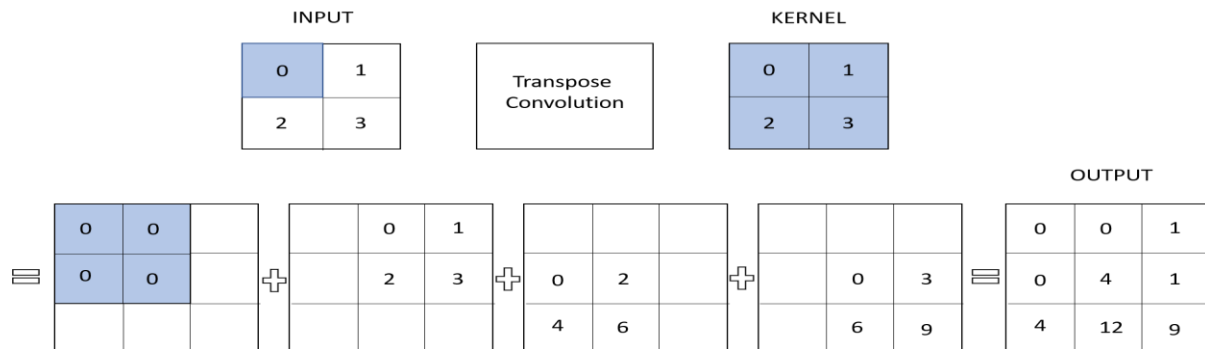 INPUT KERNEL
0 1 Transpose 0 1
Convolution
2 3 2 3
OUTPUT
0 0 0 1 0 0 1
= 0 0 + 2 3 + 0 2 + 0 3 = 0 4 1
4 6 6 9 4 12 9